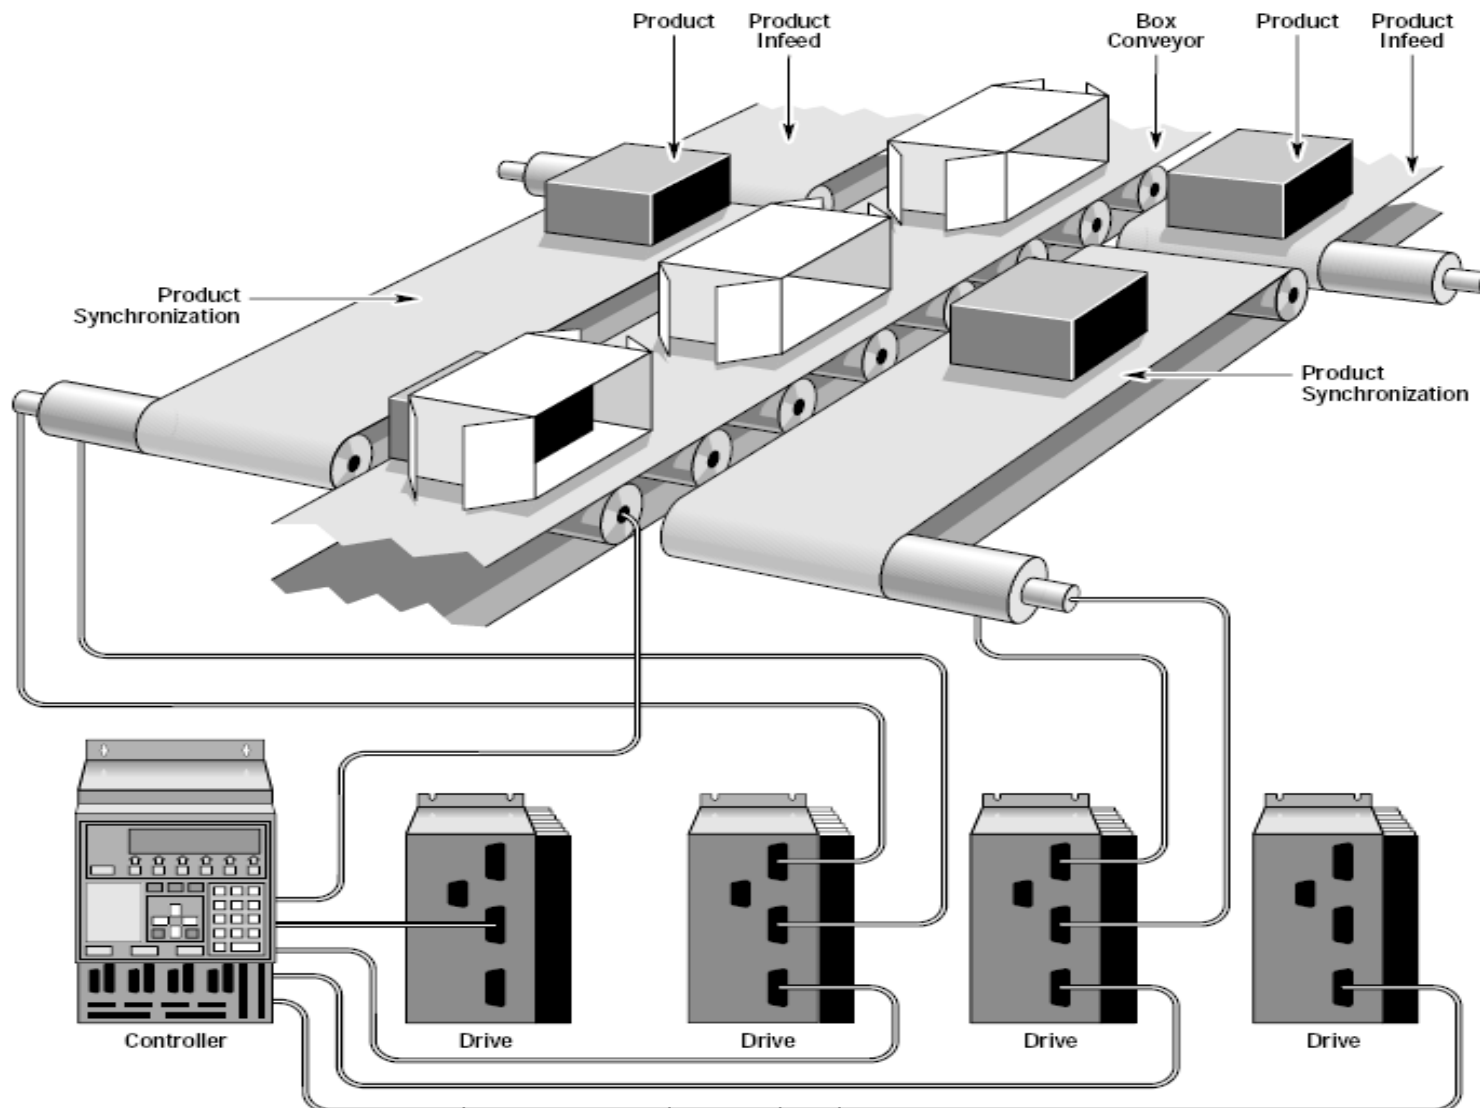 Product
Product
Infeed
Box
Conveyor
Product
Product
Infeed
Product
Synchronization
Product
Synchronization
Controller
Drive
Drive
Drive
Drive